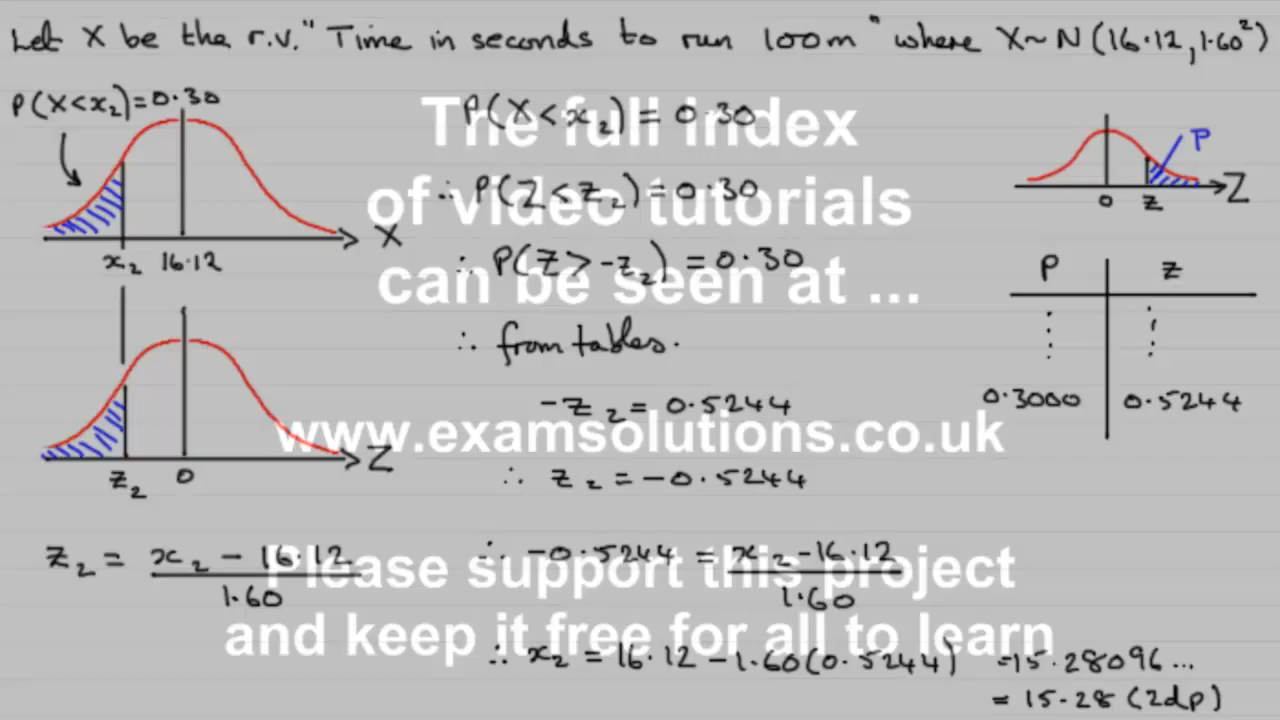 Let X be the r.v. "Time in seconds to run 100m" where X~N(16.12, 1.60²)
P(X<x₂)=0.30
X
x₂ 16.12
Z
z₂ 0
P(X<x₂)=0.30
∴ P(Z<z₂)=0.30
∴ P(Z>-z₂)=0.30
∴ from tables.
-z₂=0.5244
∴ z₂=-0.5244
P
Z
0 z
P z
0.3000 0.5244
z₂ = x₂ - 16.12
1.60
∴ -0.5244 = x₂-16.12
1.60
∴ x₂ = 16.12 - 1.60(0.5244) =15.28096...
= 15.28 (2dp)
The full index
of video tutorials
can be seen at ...
www.examsolutions.co.uk
Please support this project
and keep it free for all to learn